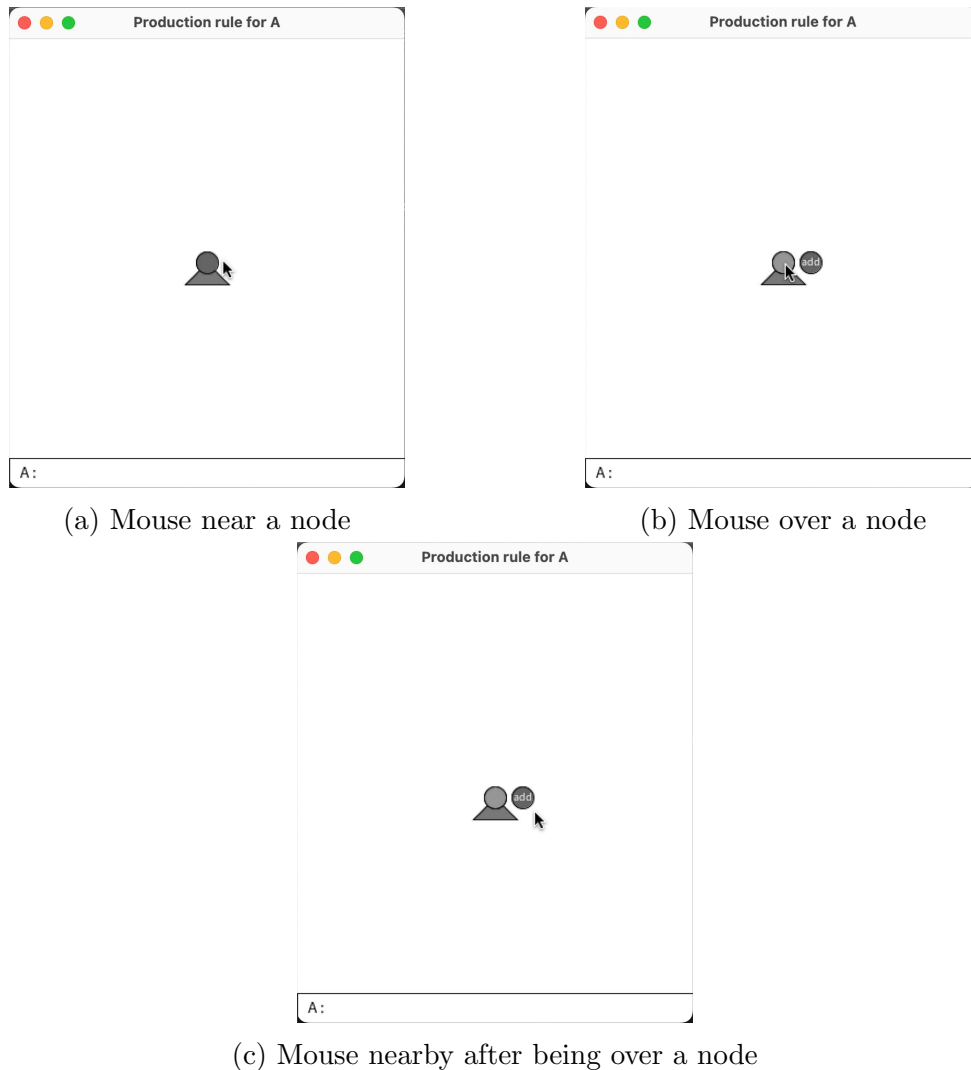 Production rule for A
A:
(a) Mouse near a node
Production rule for A
add
A:
(b) Mouse over a node
Production rule for A
add
A:
(c) Mouse nearby after being over a node